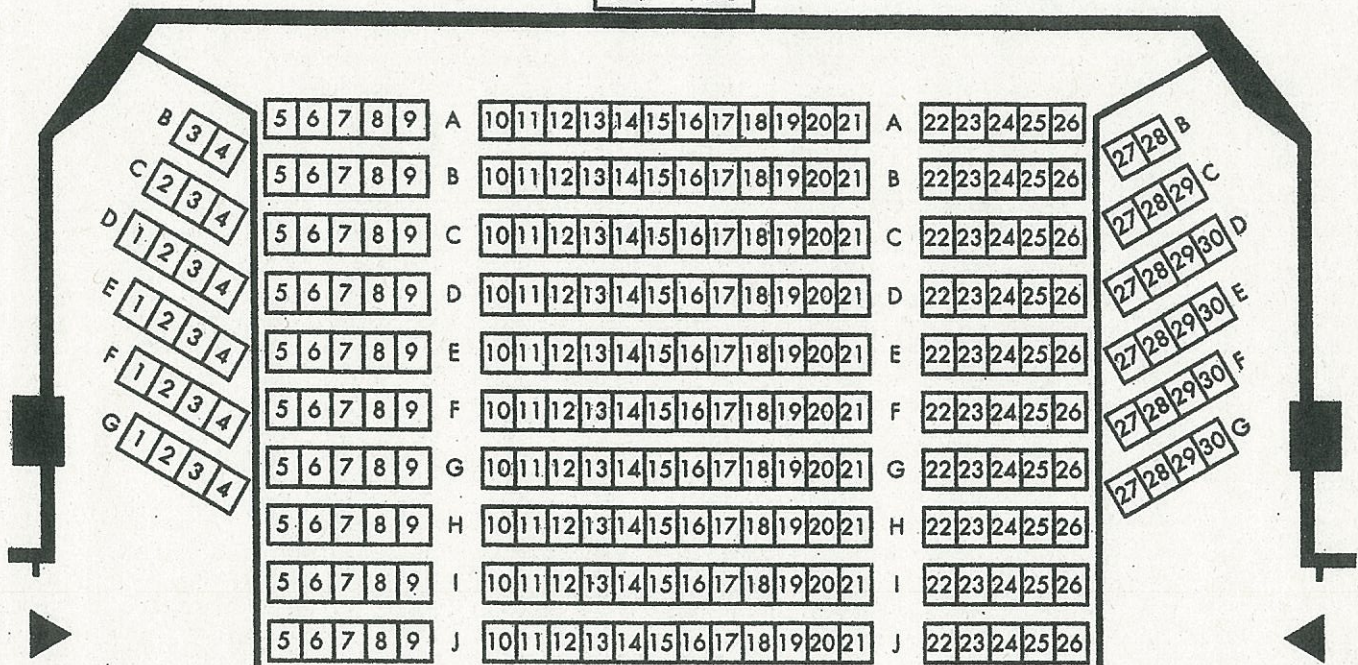 5 6 7 8 9 A 10 11 12 13 14 15 16 17 18 19 20 21 A 22 23 24 25 26
B 3 4 5 6 7 8 9 B 10 11 12 13 14 15 16 17 18 19 20 21 B 22 23 24 25 26 27 28 B
C 2 3 4 5 6 7 8 9 C 10 11 12 13 14 15 16 17 18 19 20 21 C 22 23 24 25 26 27 28 29 C
D 1 2 3 4 5 6 7 8 9 D 10 11 12 13 14 15 16 17 18 19 20 21 D 22 23 24 25 26 27 28 29 30 D
E 1 2 3 4 5 6 7 8 9 E 10 11 12 13 14 15 16 17 18 19 20 21 E 22 23 24 25 26 27 28 29 30 E
F 1 2 3 4 5 6 7 8 9 F 10 11 12 13 14 15 16 17 18 19 20 21 F 22 23 24 25 26 27 28 29 30 F
G 1 2 3 4 5 6 7 8 9 G 10 11 12 13 14 15 16 17 18 19 20 21 G 22 23 24 25 26 27 28 29 30 G
5 6 7 8 9 H 10 11 12 13 14 15 16 17 18 19 20 21 H 22 23 24 25 26
5 6 7 8 9 I 10 11 12 13 14 15 16 17 18 19 20 21 I 22 23 24 25 26
5 6 7 8 9 J 10 11 12 13 14 15 16 17 18 19 20 21 J 22 23 24 25 26